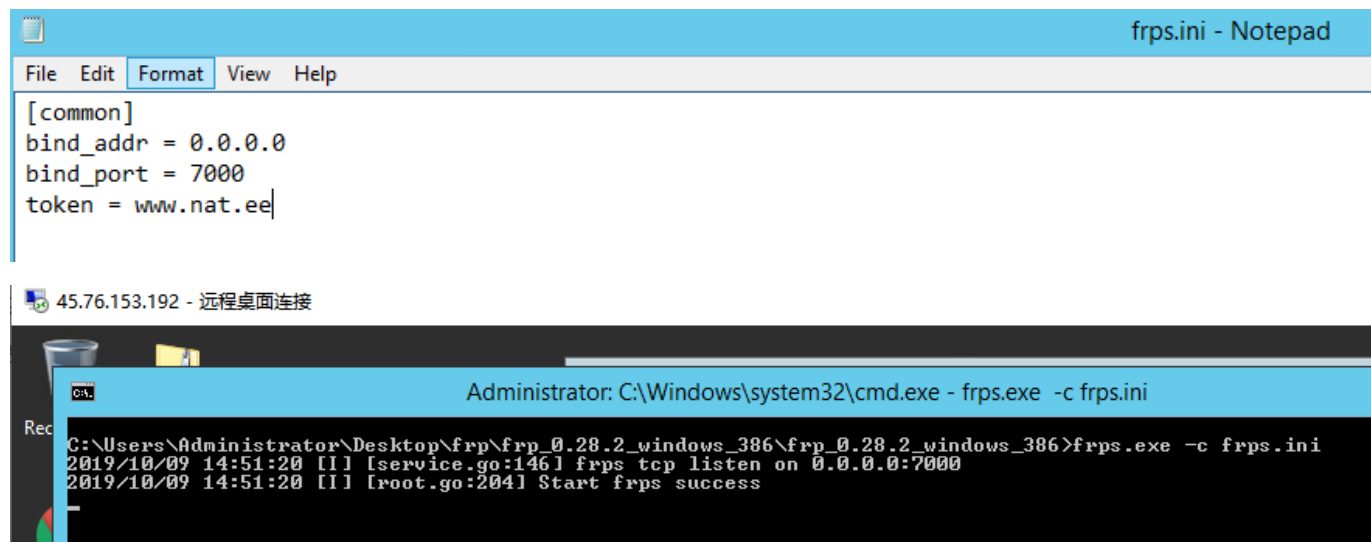 frps.ini - Notepad
File Edit Format View Help
[common]
bind_addr = 0.0.0.0
bind_port = 7000
token = www.nat.ee
45.76.153.192 - 远程桌面连接
Administrator: C:\Windows\system32\cmd.exe - frps.exe -c frps.ini
Rec
C:\Users\Administrator\Desktop\frp\frp_0.28.2_windows_386\frp_0.28.2_windows_386>frps.exe -c frps.ini
2019/10/09 14:51:20 [I] [service.go:146] frps tcp listen on 0.0.0.0:7000
2019/10/09 14:51:20 [I] [root.go:204] Start frps success